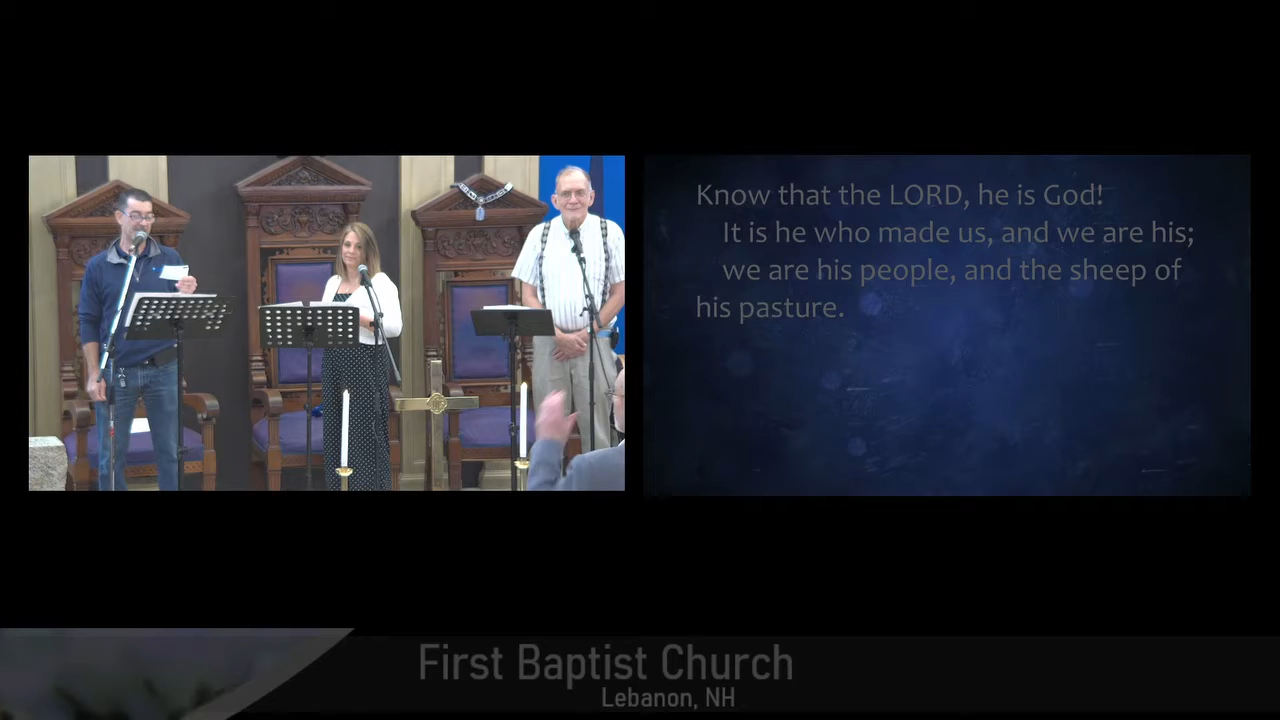 Know that the LORD, he is God!
It is he who made us, and we are his;
we are his people, and the sheep of
his pasture.
First Baptist Church
Lebanon, NH